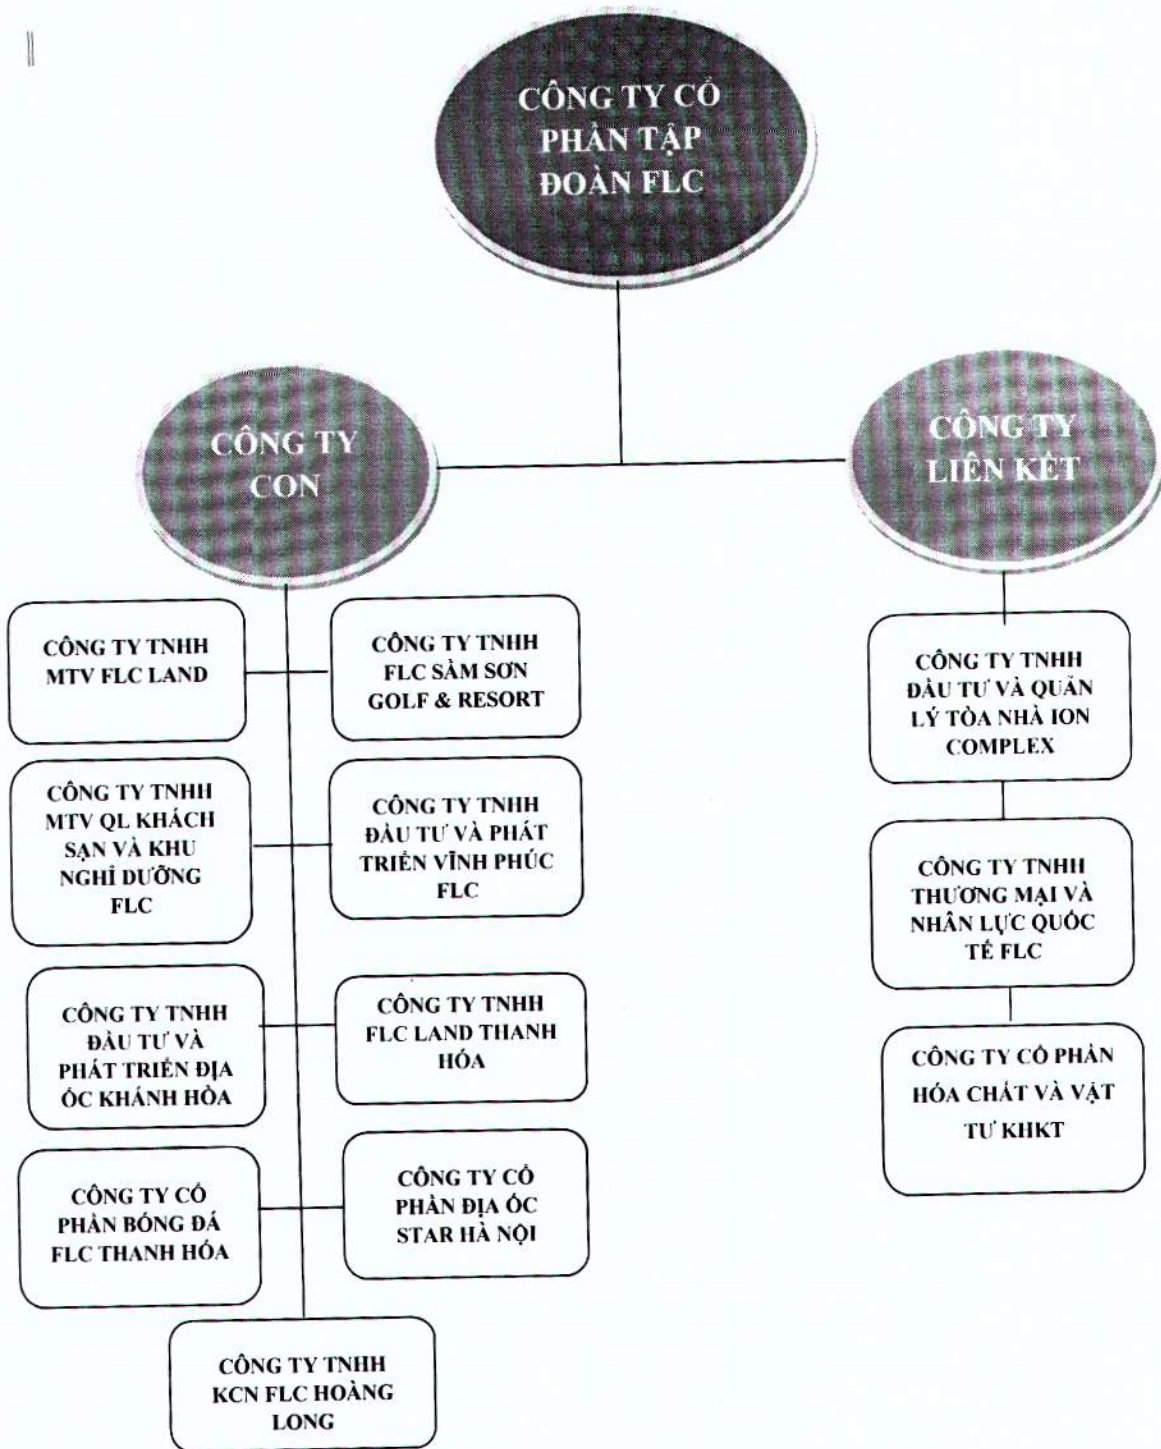 CÔNG TY CỔ
PHẦN TẬP
ĐOÀN FLC
CÔNG TY
CON
CÔNG TY
LIÊN KẾT
CÔNG TY TNHH
MTV FLC LAND
CÔNG TY TNHH
FLC SẦM SƠN
GOLF & RESORT
CÔNG TY TNHH
MTV QL KHÁCH
SẠN VÀ KHU
NGHỈ DƯỠNG
FLC
CÔNG TY TNHH
ĐẦU TƯ VÀ PHÁT
TRIỂN VĨNH PHÚC
FLC
CÔNG TY TNHH
ĐẦU TƯ VÀ
PHÁT TRIỂN ĐỊA
ỐC KHÁNH HÒA
CÔNG TY TNHH
FLC LAND THANH
HÓA
CÔNG TY CỔ
PHẦN BÓNG ĐÁ
FLC THANH HÓA
CÔNG TY CỔ
PHẦN ĐỊA ỐC
STAR HÀ NỘI
CÔNG TY TNHH
KCN FLC HOÀNG
LONG
CÔNG TY TNHH
ĐẦU TƯ VÀ QUẢN
LÝ TÒA NHÀ ION
COMPLEX
CÔNG TY TNHH
THƯƠNG MẠI VÀ
NHÂN LỰC QUỐC
TẾ FLC
CÔNG TY CỔ PHẦN
HÓA CHẤT VÀ VẬT
TƯ KHKT